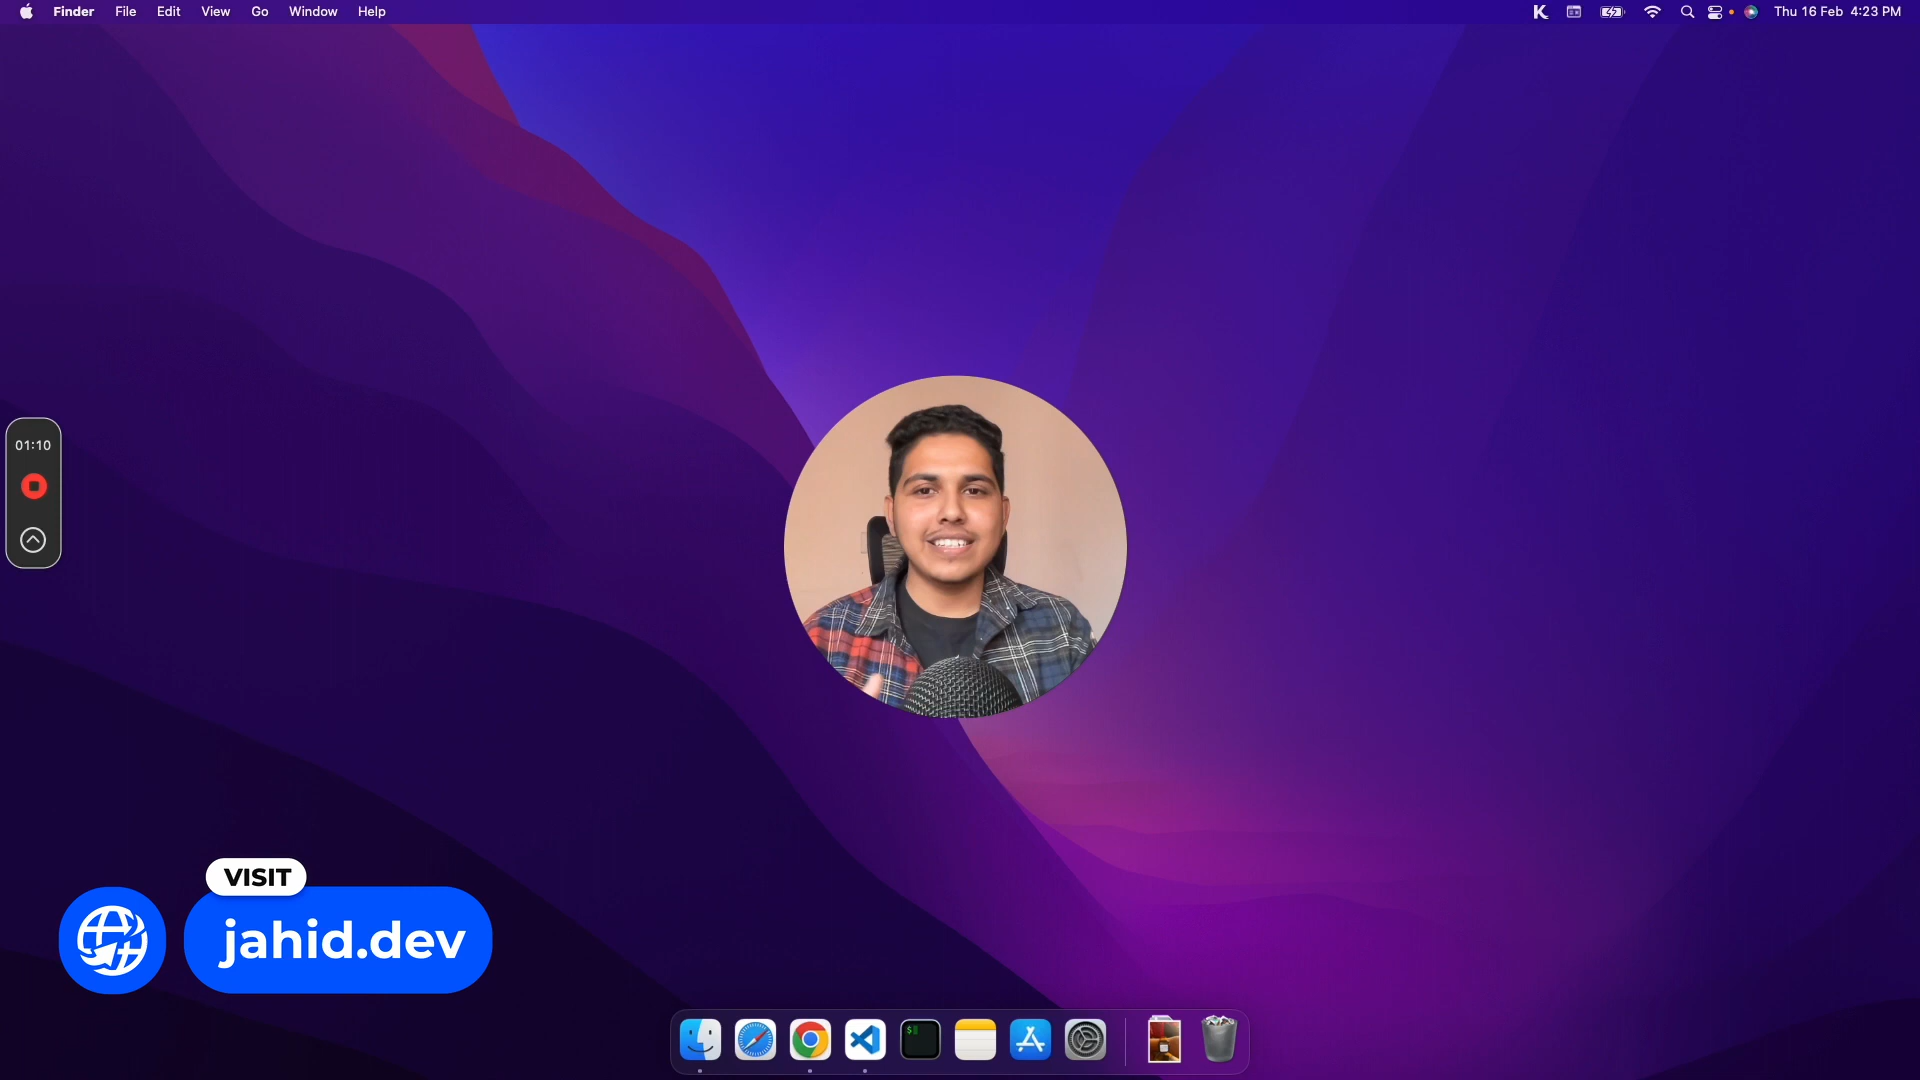 Finder File Edit View Go Window Help
Thu 16 Feb 4:23 PM
01:10
VISIT
jahid.dev